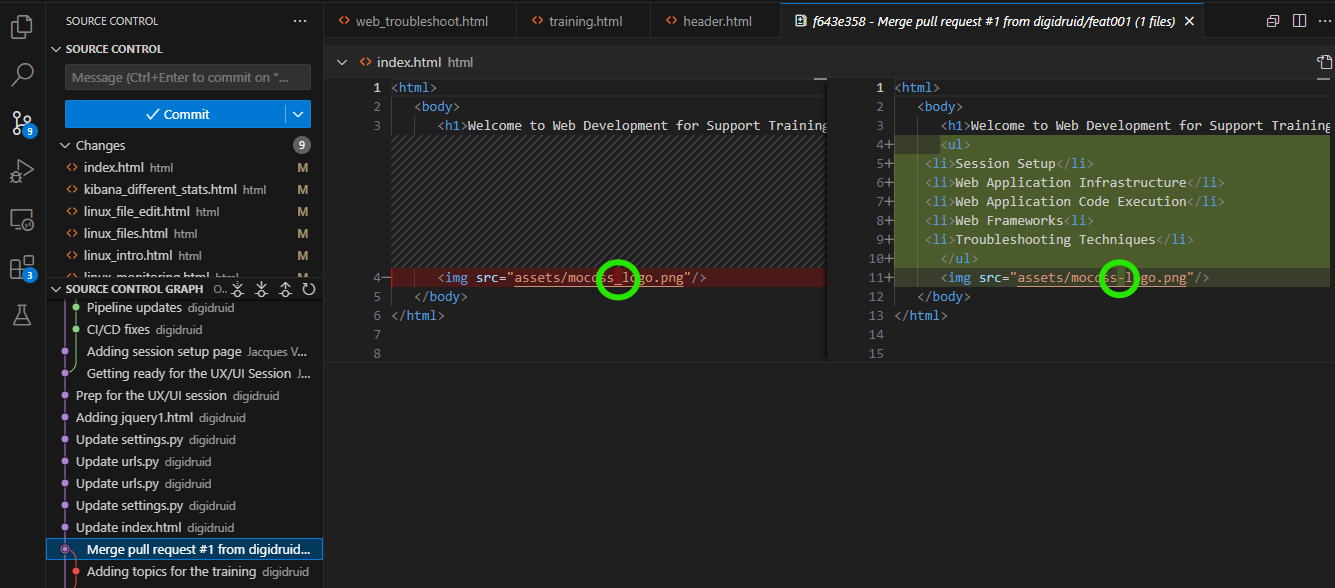 SOURCE CONTROL
SOURCE CONTROL
Message (Ctrl+Enter to commit on "...
Commit
Changes 9
index.html html M
kibana_different_stats.html html M
linux_file_edit.html html M
linux_files.html html M
linux_intro.html html M
linux_monitoring.html html M
SOURCE CONTROL GRAPH O...
Pipeline updates digidruid
CI/CD fixes digidruid
Adding session setup page Jacques V...
Getting ready for the UX/UI Session J...
Prep for the UX/UI session digidruid
Adding jquery1.html digidruid
Update settings.py digidruid
Update urls.py digidruid
Update urls.py digidruid
Update settings.py digidruid
Update index.html digidruid
Merge pull request #1 from digidruid...
Adding topics for the training digidruid
9
3
web_troubleshoot.html
training.html
header.html
f643e358 - Merge pull request #1 from digidruid/feat001 (1 files)
index.html html
1 <html>
2 <body>
3 <h1>Welcome to Web Development for Support Training
4− <img src="assets/mocoss_logo.png"/>
5 </body>
6 </html>
7
8
1 <html>
2 <body>
3 <h1>Welcome to Web Development for Support Training
4+ <ul>
5+ <li>Session Setup</li>
6+ <li>Web Application Infrastructure</li>
7+ <li>Web Application Code Execution</li>
8+ <li>Web Frameworks<li>
9+ <li>Troubleshooting Techniques</li>
10+ </ul>
11+ <img src="assets/mocoss-logo.png"/>
12 </body>
13 </html>
14
15